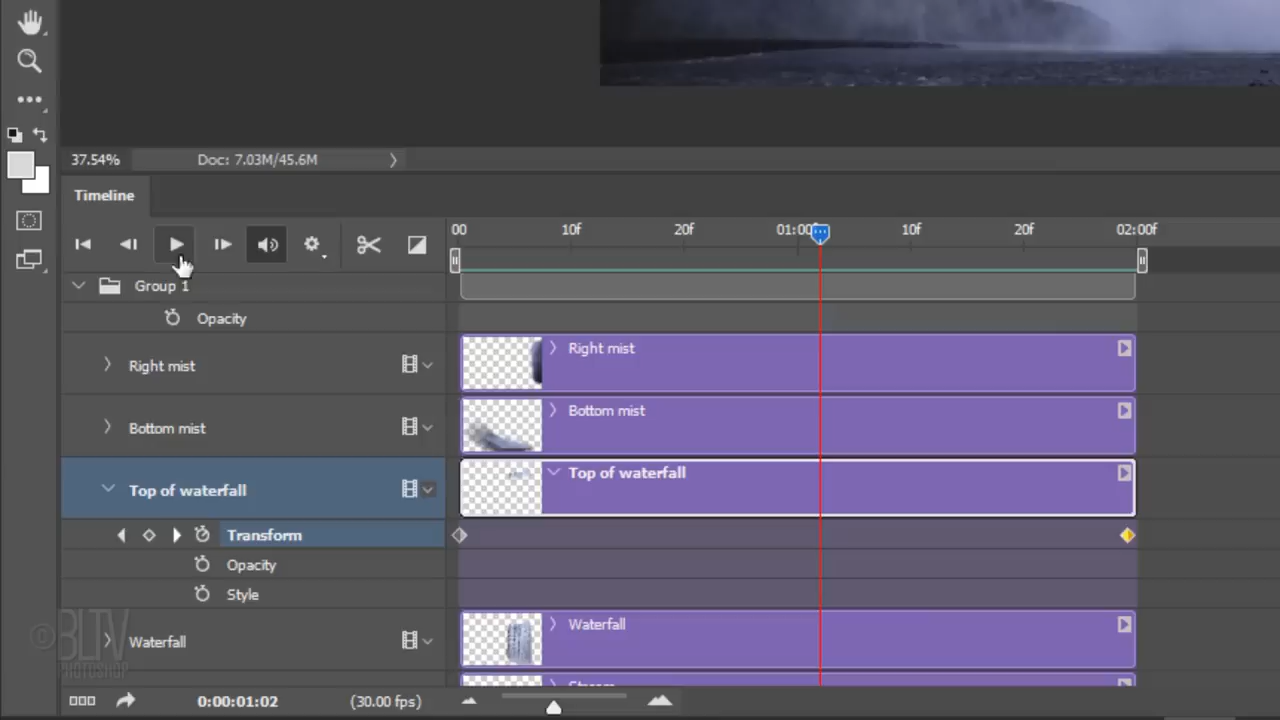 37.54% Doc: 7.03M/45.6M
Timeline
00 10f 20f 01:00 10f 20f 02:00f
Group 1
Opacity
Right mist Right mist
Bottom mist Bottom mist
Top of waterfall Top of waterfall
Transform
Opacity
Style
Waterfall Waterfall
© BLTV
PHOTOSHOP
0:00:01:02 (30.00 fps)